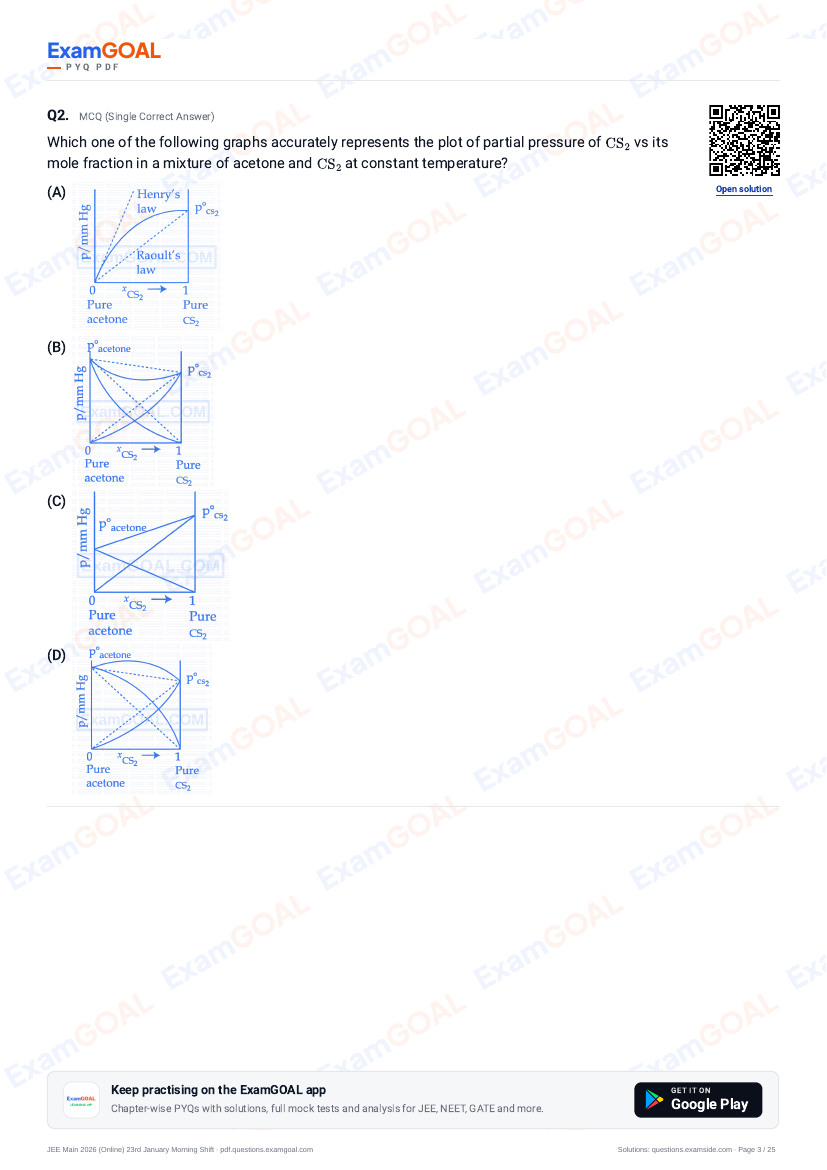 ExamGOAL
PYQ PDF
Q2. MCQ (Single Correct Answer)
Which one of the following graphs accurately represents the plot of partial pressure of CS₂ vs its
mole fraction in a mixture of acetone and CS₂ at constant temperature?
Open solution
(A)
p/mm Hg
Henry's
law
p°CS₂
Raoult's
law
0 xCS₂ → 1
Pure Pure
acetone CS₂
(B)
p°acetone
p/mm Hg
p°CS₂
0 xCS₂ → 1
Pure Pure
acetone CS₂
(C)
p/mm Hg
p°acetone
p°CS₂
0 xCS₂ → 1
Pure Pure
acetone CS₂
(D)
p°acetone
p/mm Hg
p°CS₂
0 xCS₂ → 1
Pure Pure
acetone CS₂
ExamGOAL
Keep practising on the ExamGOAL app
Chapter-wise PYQs with solutions, full mock tests and analysis for JEE, NEET, GATE and more.
GET IT ON
Google Play
JEE Main 2026 (Online) 23rd January Morning Shift · pdf.questions.examgoal.com
Solutions: questions.examside.com · Page 3 / 25